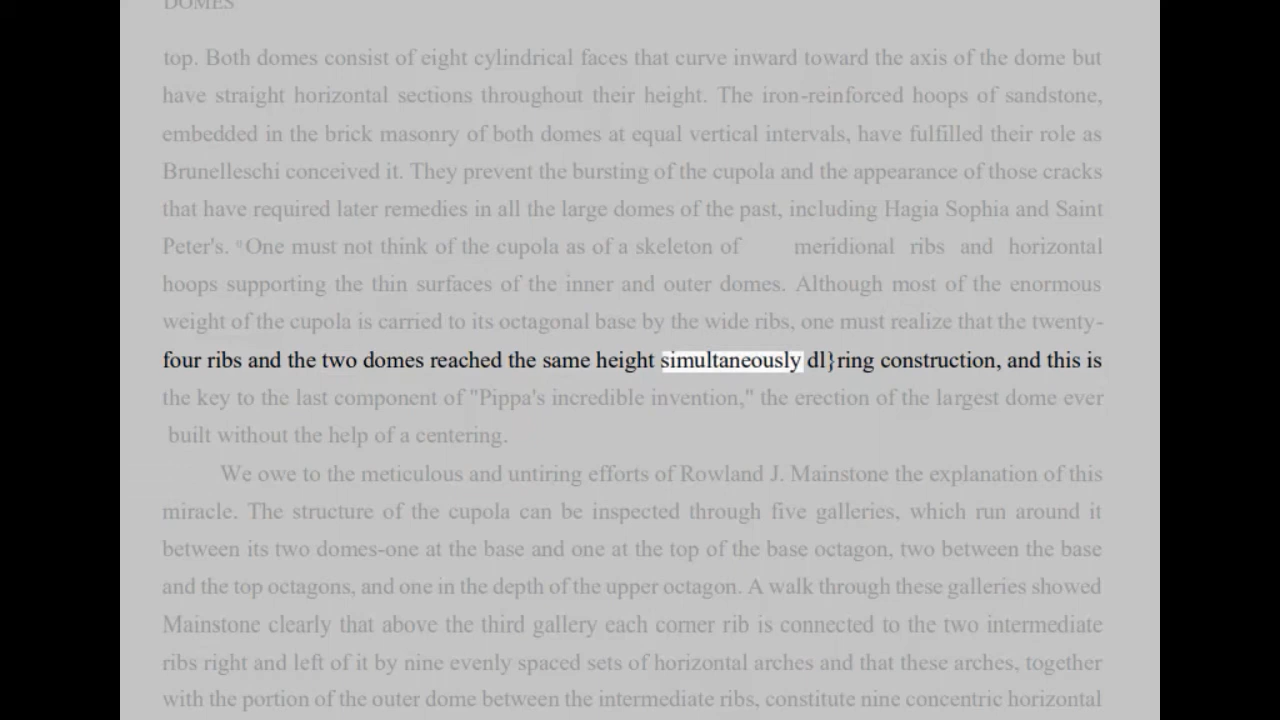 DOMES
top. Both domes consist of eight cylindrical faces that curve inward toward the axis of the dome but
have straight horizontal sections throughout their height. The iron-reinforced hoops of sandstone,
embedded in the brick masonry of both domes at equal vertical intervals, have fulfilled their role as
Brunelleschi conceived it. They prevent the bursting of the cupola and the appearance of those cracks
that have required later remedies in all the large domes of the past, including Hagia Sophia and Saint
Peter's. "One must not think of the cupola as of a skeleton of meridional ribs and horizontal
hoops supporting the thin surfaces of the inner and outer domes. Although most of the enormous
weight of the cupola is carried to its octagonal base by the wide ribs, one must realize that the twenty-
four ribs and the two domes reached the same height simultaneously dl}ring construction, and this is
the key to the last component of "Pippa's incredible invention," the erection of the largest dome ever
built without the help of a centering.
We owe to the meticulous and untiring efforts of Rowland J. Mainstone the explanation of this
miracle. The structure of the cupola can be inspected through five galleries, which run around it
between its two domes-one at the base and one at the top of the base octagon, two between the base
and the top octagons, and one in the depth of the upper octagon. A walk through these galleries showed
Mainstone clearly that above the third gallery each comer rib is connected to the two intermediate
ribs right and left of it by nine evenly spaced sets of horizontal arches and that these arches, together
with the portion of the outer dome between the intermediate ribs, constitute nine concentric horizontal